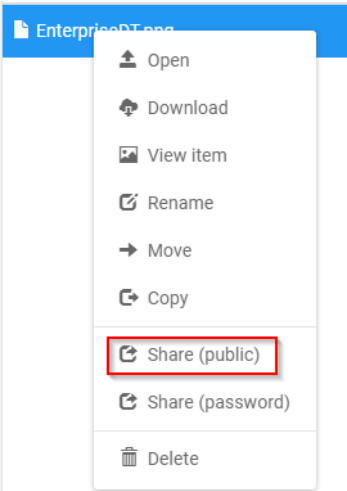 EnterpriseDT.png
Open
Download
View item
Rename
Move
Copy
Share (public)
Share (password)
Delete